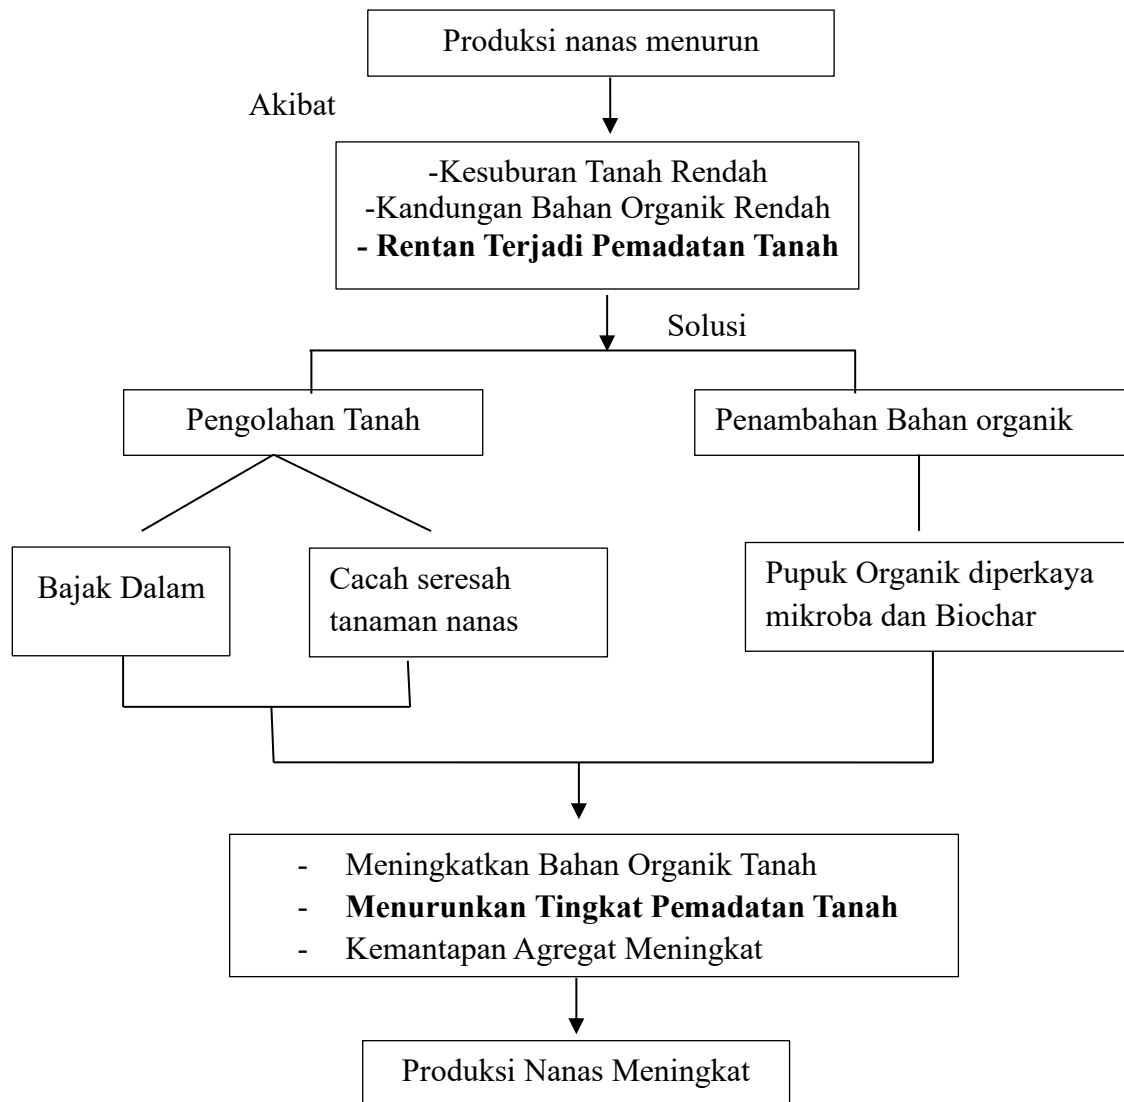 Produksi nanas menurun
Akibat
-Kesuburan Tanah Rendah
-Kandungan Bahan Organik Rendah
- Rentan Terjadi Pemadatan Tanah
Solusi
Pengolahan Tanah
Penambahan Bahan organik
Bajak Dalam
Cacah seresah
tanaman nanas
Pupuk Organik diperkaya
mikroba dan Biochar
- Meningkatkan Bahan Organik Tanah
- Menurunkan Tingkat Pemadatan Tanah
- Kemantapan Agregat Meningkat
Produksi Nanas Meningkat